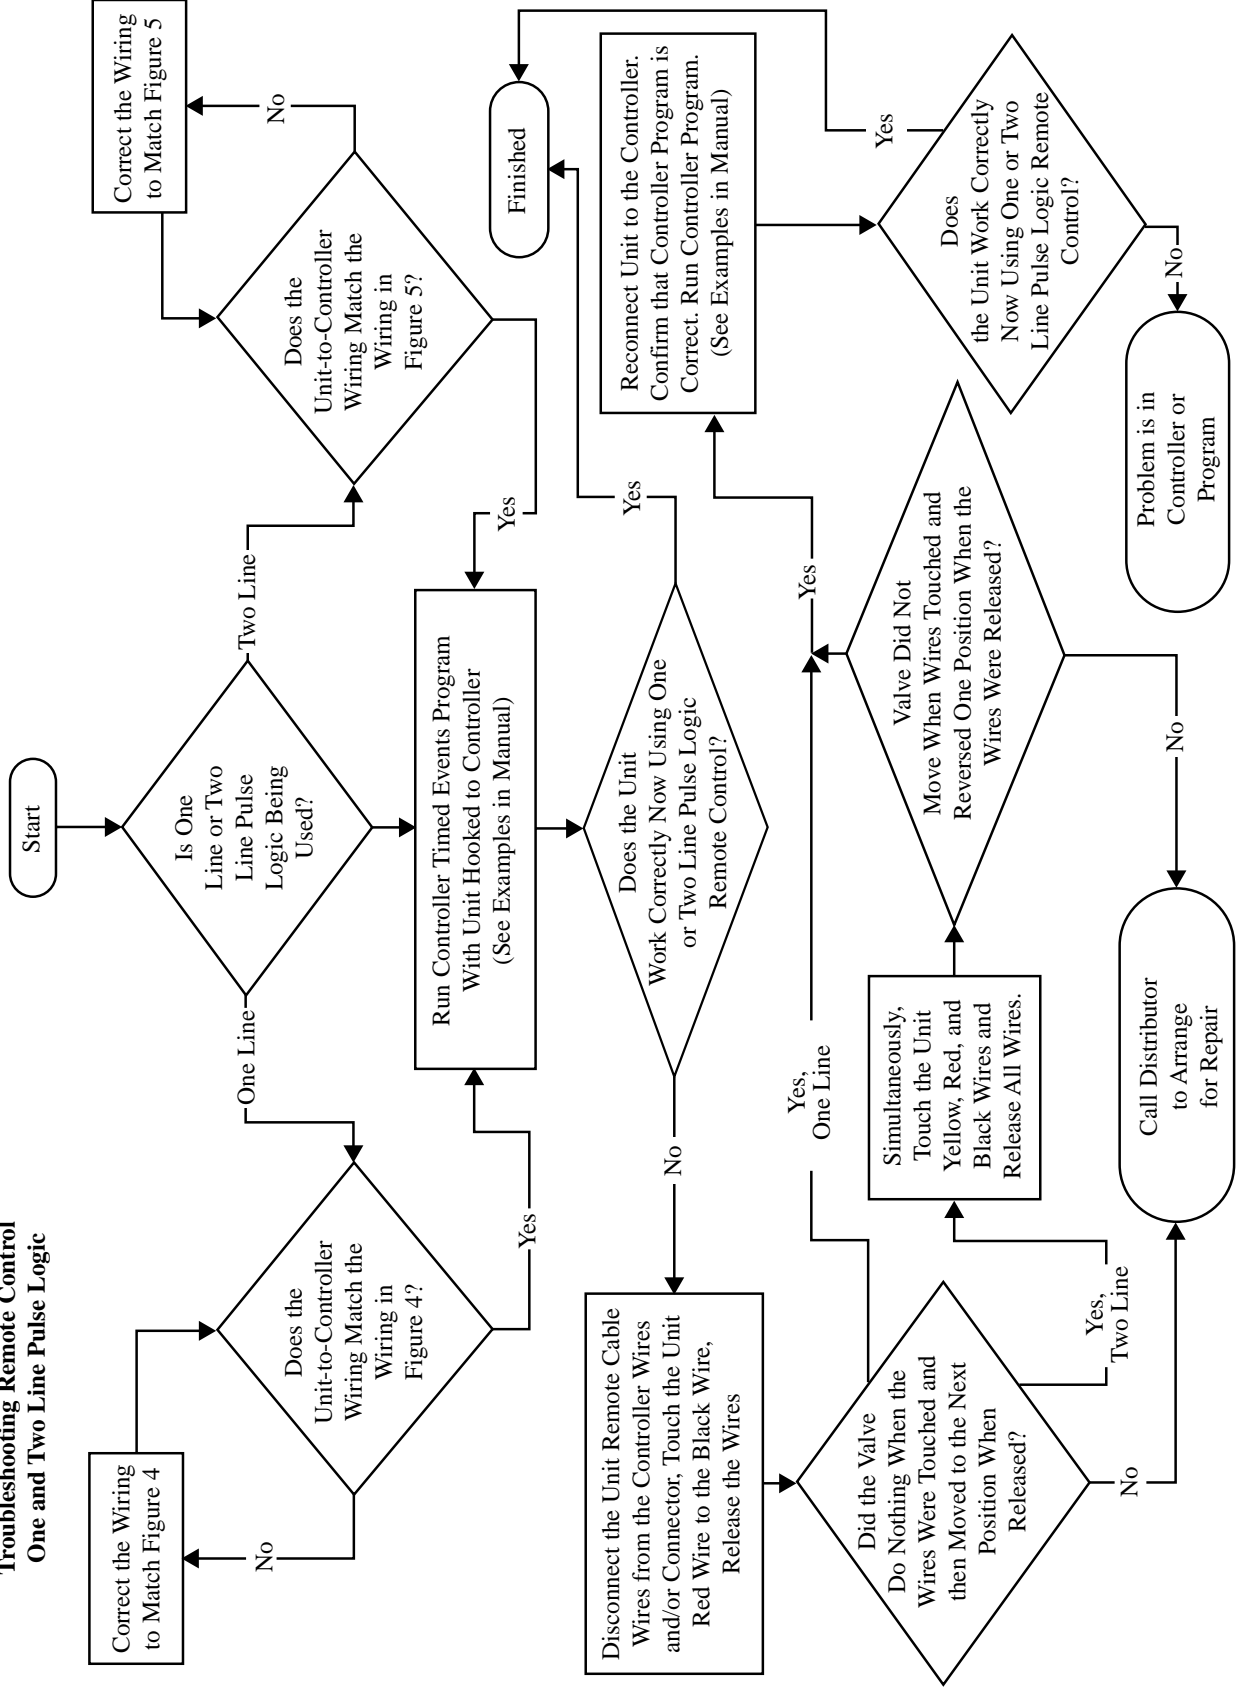 Troubleshooting Remote Control
One and Two Line Pulse Logic
Start
Is One
Line or Two
Line Pulse
Logic Being
Used?
One Line
Two Line
Correct the Wiring
to Match Figure 4
No
Does the
Unit-to-Controller
Wiring Match the
Wiring in
Figure 4?
Yes
Correct the Wiring
to Match Figure 5
No
Does the
Unit-to-Controller
Wiring Match the
Wiring in
Figure 5?
Yes
Run Controller Timed Events Program
With Unit Hooked to Controller
(See Examples in Manual)
Does the Unit
Work Correctly Now Using One
or Two Line Pulse Logic
Remote Control?
Yes
Finished
No
Disconnect the Unit Remote Cable
Wires from the Controller Wires
and/or Connector, Touch the Unit
Red Wire to the Black Wire,
Release the Wires
Did the Valve
Do Nothing When the
Wires Were Touched and
then Moved to the Next
Position When
Released?
Yes,
One Line
Yes,
Two Line
No
Simultaneously,
Touch the Unit
Yellow, Red, and
Black Wires and
Release All Wires.
Valve Did Not
Move When Wires Touched and
Reversed One Position When the
Wires Were Released?
Yes
No
Call Distributor
to Arrange
for Repair
Reconnect Unit to the Controller.
Confirm that Controller Program is
Correct. Run Controller Program.
(See Examples in Manual)
Does
the Unit Work Correctly
Now Using One or Two
Line Pulse Logic Remote
Control?
Yes
No
Problem is in
Controller or
Program